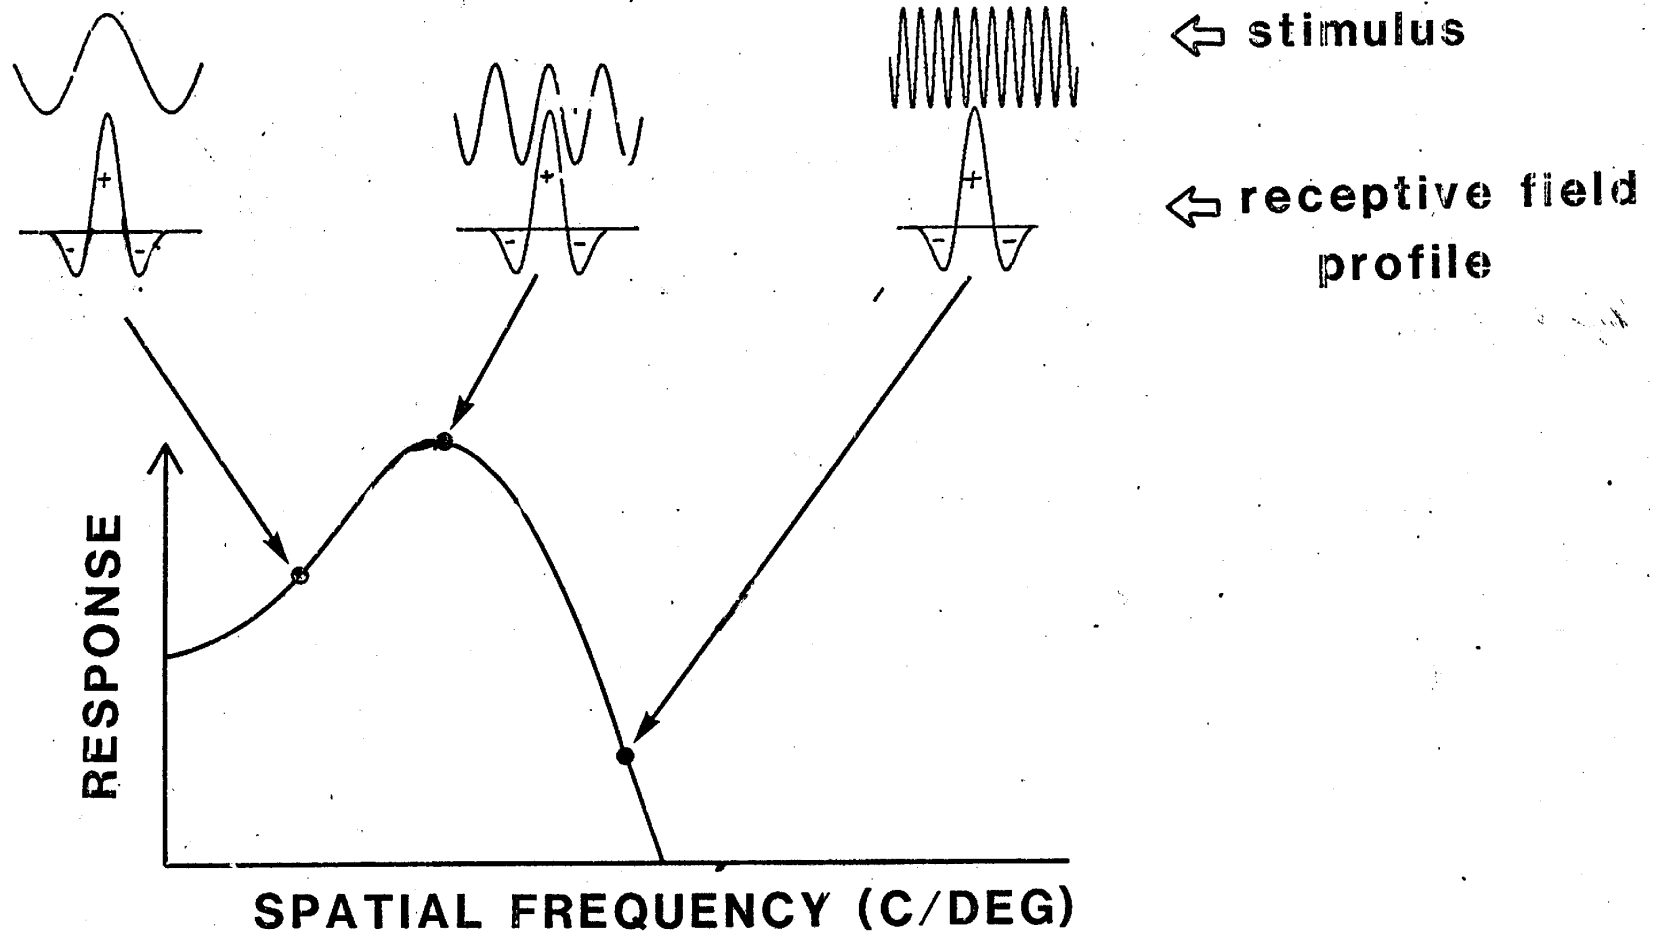 stimulus
receptive field
profile
+
-
-
+
-
-
+
-
-
RESPONSE
SPATIAL FREQUENCY (C/DEG)